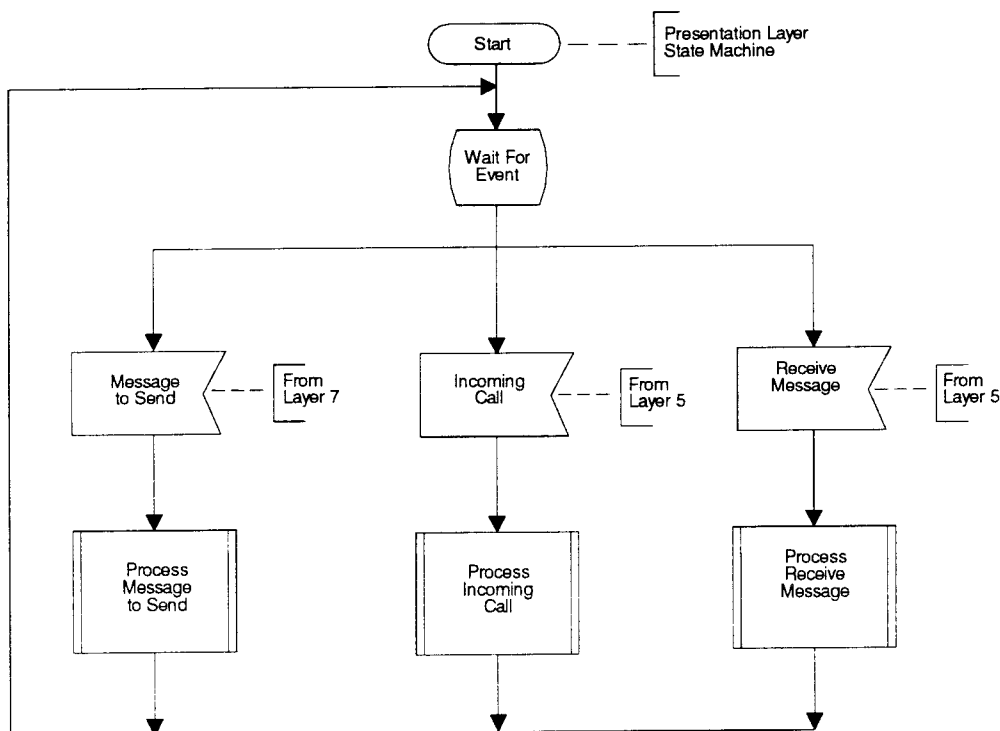 Start
Presentation Layer
State Machine
Wait For
Event
Message
to Send
From
Layer 7
Incoming
Call
From
Layer 5
Receive
Message
From
Layer 5
Process
Message
to Send
Process
Incoming
Call
Process
Receive
Message